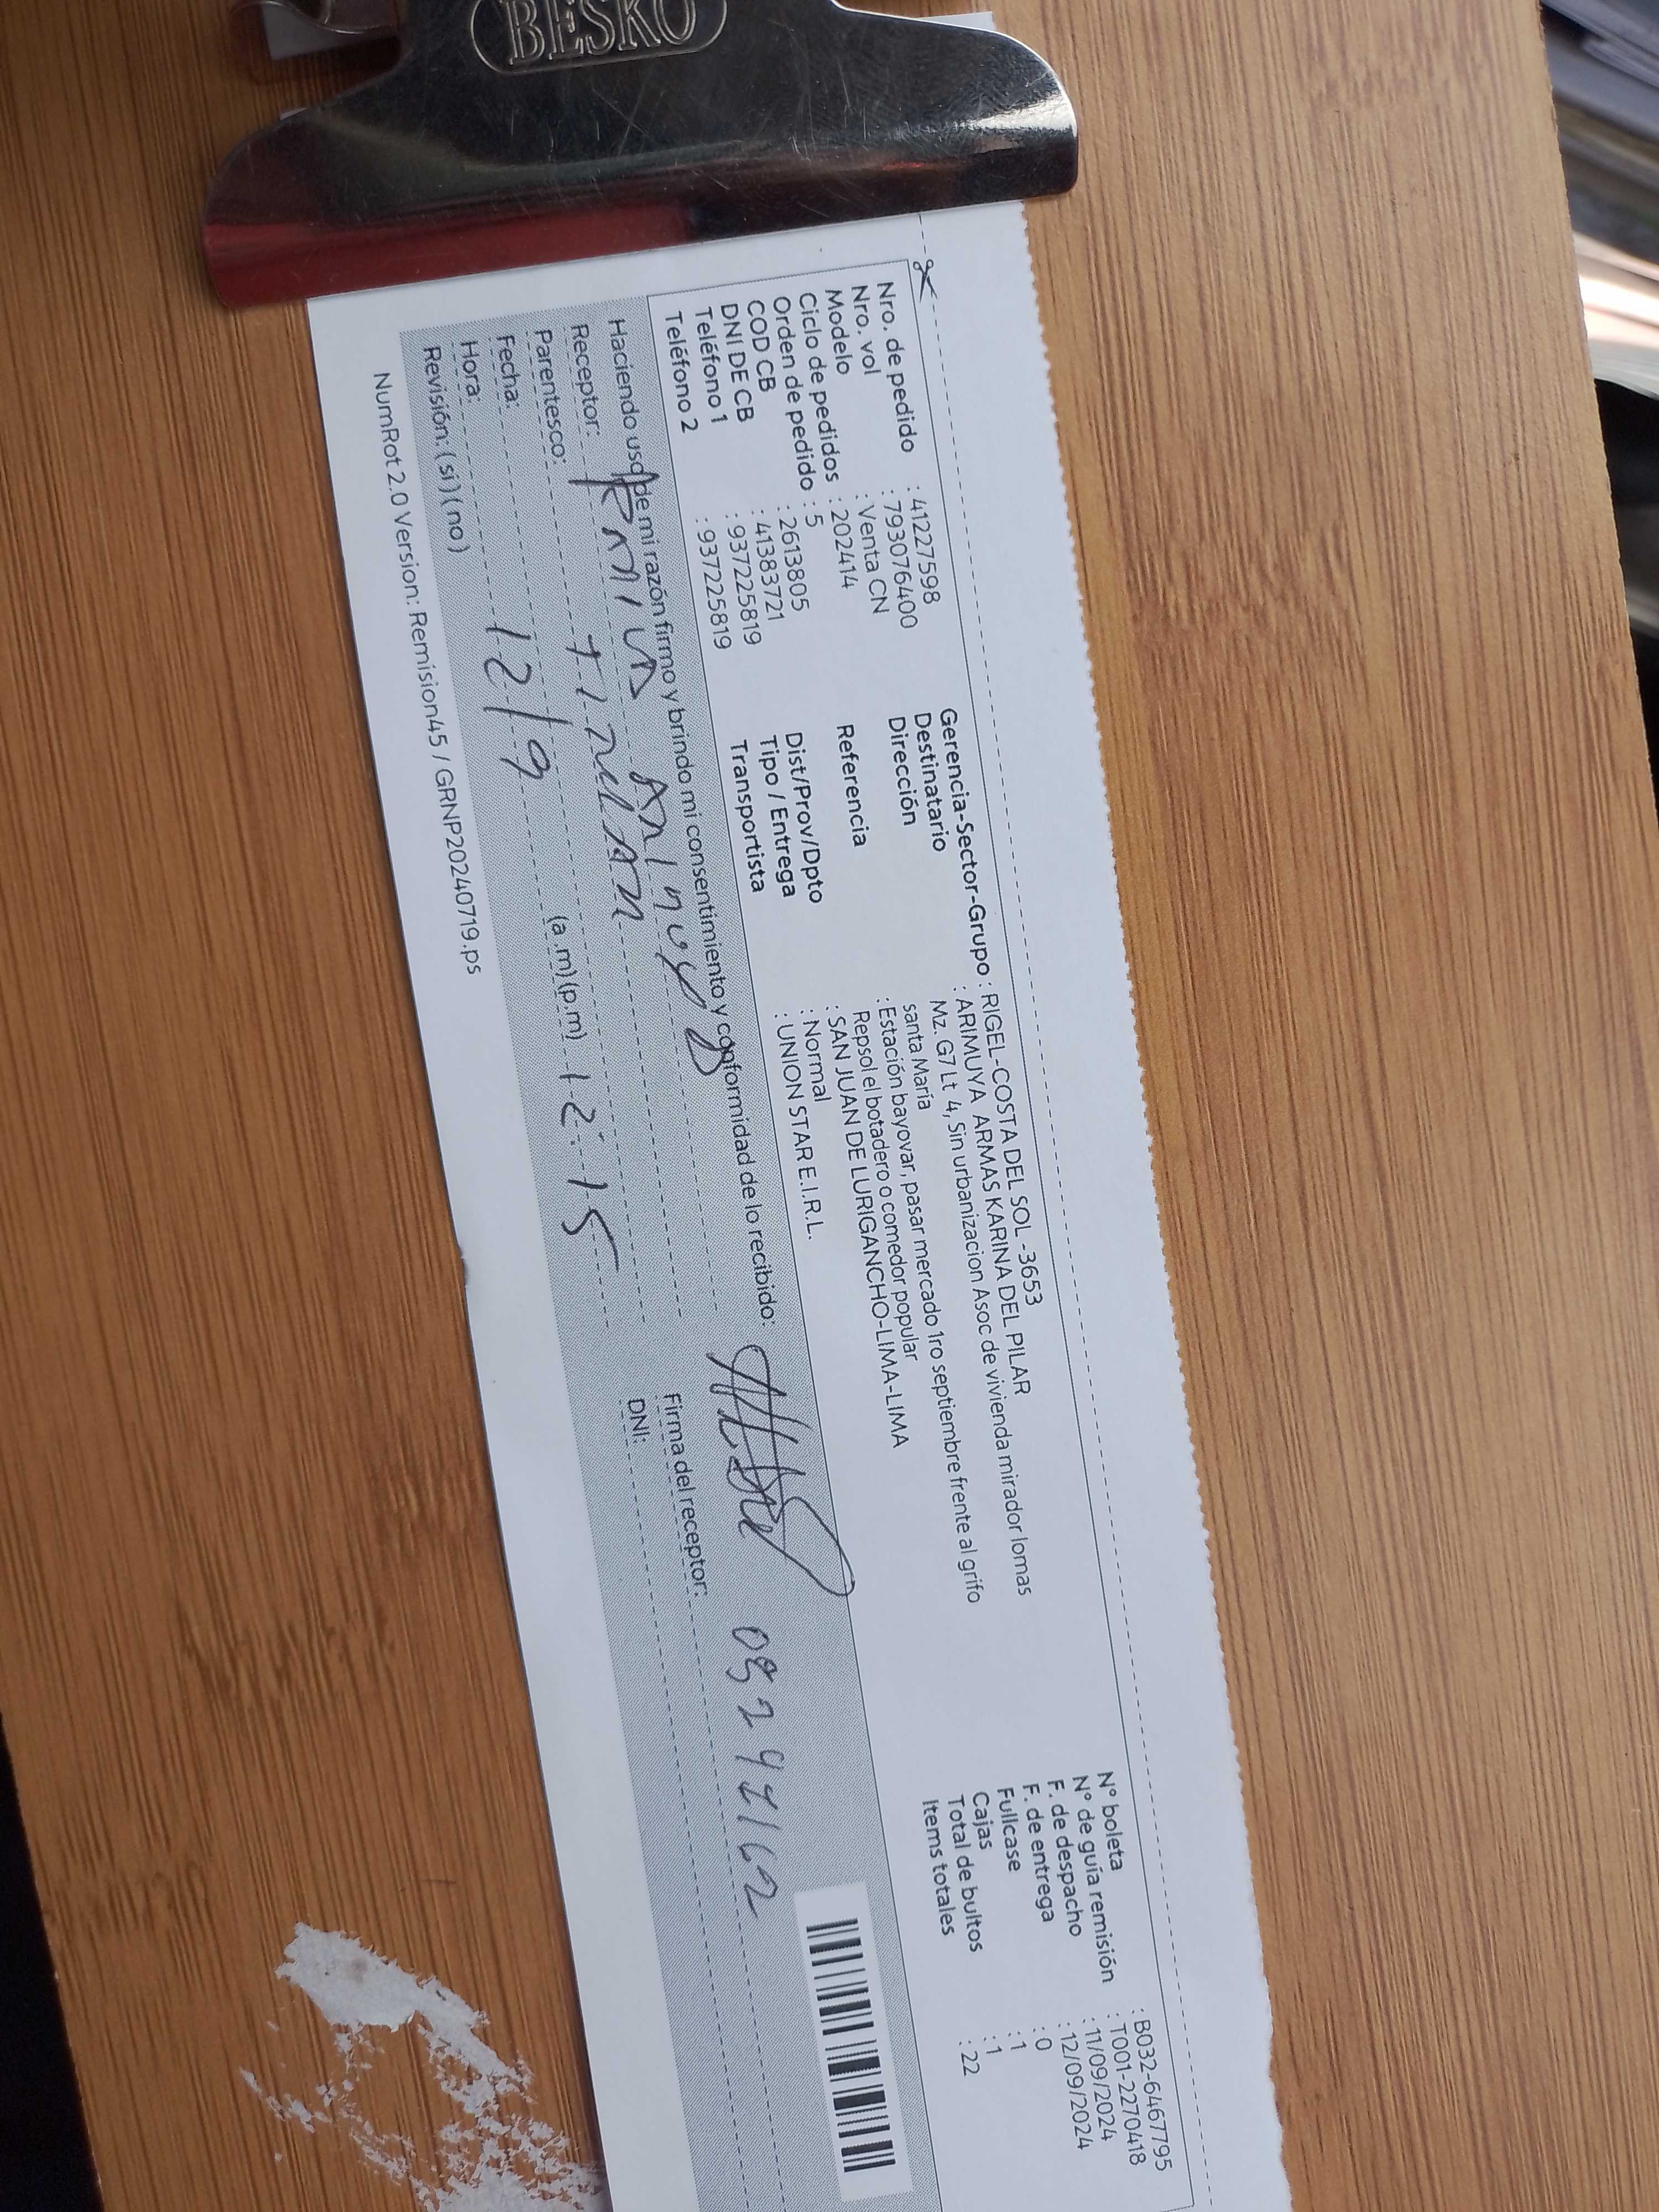 BESKO
Nro. de pedido : 41227598
Nro. vol : 793076400
Modelo : Venta CN
Ciclo de pedidos : 202414
Orden de pedido : 5
COD CB : 2613805
DNI DE CB : 41383721
Teléfono 1 : 937225819
Teléfono 2 : 937225819
Gerencia-Sector-Grupo : RIGEL-COSTA DEL SOL -3653
Destinatario : ARIMUYA ARMAS KARINA DEL PILAR
Dirección Mz. G7 Lt 4, Sin urbanizacion Asoc de vivienda mirador lomas
santa María
Referencia : Estación bayovar, pasar mercado 1ro septiembre frente al grifo
Repsol el botadero o comedor popular
Dist/Prov/Dpto : SAN JUAN DE LURIGANCHO-LIMA-LIMA
Tipo / Entrega : Normal
Transportista : UNION STAR E.I.R.L.
N° boleta : B032-6467795
N° de guía remisión : T001-2270418
F. de despacho : 11/09/2024
F. de entrega : 12/09/2024
Fullcase : 0
Cajas : 1
Total de bultos : 1
Items totales : 22
Haciendo uso de mi razón firmo y brindo mi consentimiento y conformidad de lo recibido:
Receptor:
Parentesco:
Fecha: 12/9
Hora: (a.m) (p.m) 12:15
Revisión: (si) (no)
Firma del receptor:
DNI:
NumRot 2.0 Version: Remision45 / GRNP20240719.ps